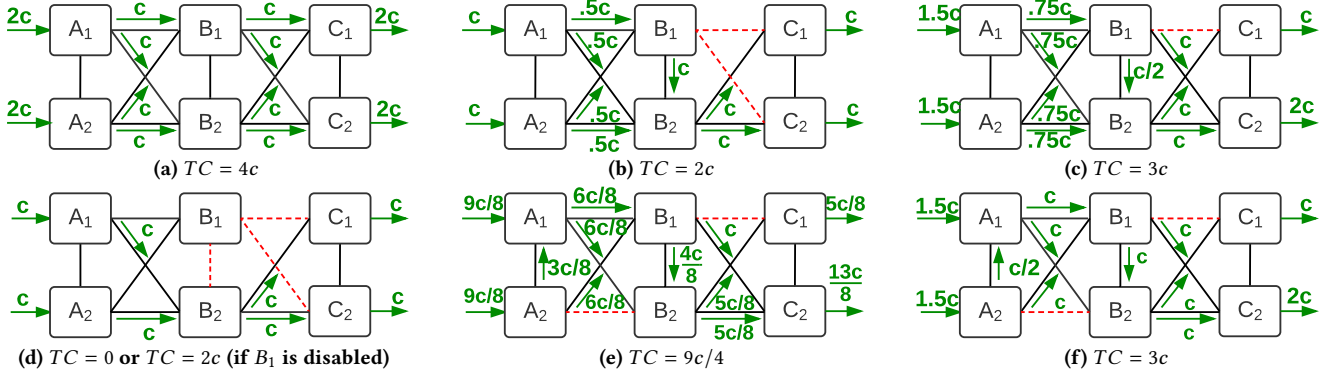 2c A₁ c B₁ c C₁ 2c
c c
c c
2c A₂ c B₂ c C₂ 2c
(a) TC = 4c
c A₁ .5c B₁ C₁ c
.5c
c
.5c c
c A₂ .5c B₂ c C₂ c
(b) TC = 2c
1.5c A₁ .75c B₁ C₁ c
.75c c
c/2
.75c c
1.5c A₂ .75c B₂ c C₂ 2c
(c) TC = 3c
c A₁ B₁ C₁ c
c
c
c A₂ c B₂ c C₂ c
(d) TC = 0 or TC = 2c (if B₁ is disabled)
9c/8 A₁ 6c/8 B₁ C₁ 5c/8
6c/8 c
3c/8 4c/8
6c/8 5c/8
9c/8 A₂ B₂ 5c/8 C₂ 13c/8
(e) TC = 9c/4
1.5c A₁ c B₁ C₁ c
c c
c/2 c
c c
1.5c A₂ B₂ c C₂ 2c
(f) TC = 3c